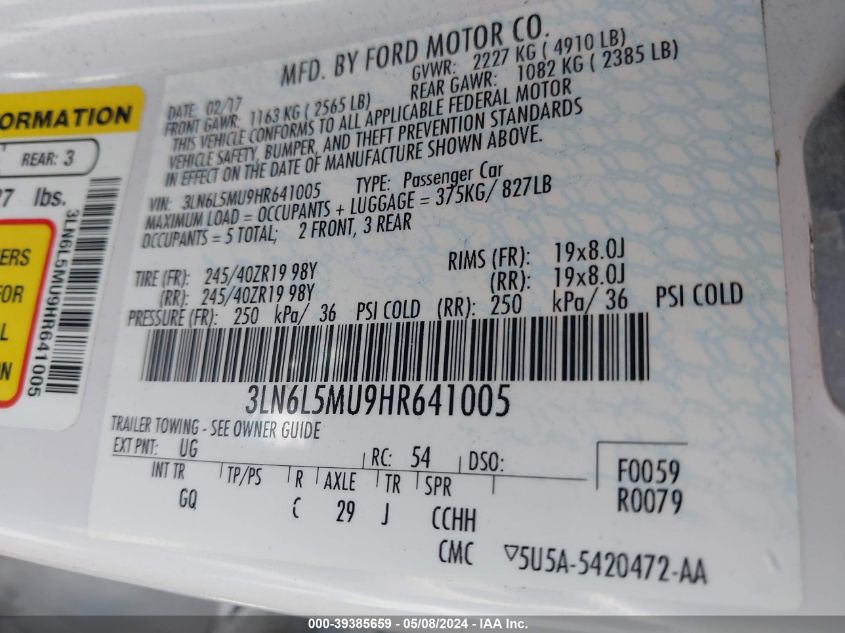 MFD. BY FORD MOTOR CO.
DATE: 02/17 GVWR: 2227 KG ( 4910 LB)
FRONT GAWR: 1163 KG ( 2565 LB) REAR GAWR: 1082 KG ( 2385 LB)
THIS VEHICLE CONFORMS TO ALL APPLICABLE FEDERAL MOTOR
VEHICLE SAFETY, BUMPER, AND THEFT PREVENTION STANDARDS
IN EFFECT ON THE DATE OF MANUFACTURE SHOWN ABOVE.
VIN: 3LN6L5MU9HR641005 TYPE: Passenger Car
MAXIMUM LOAD = OCCUPANTS + LUGGAGE = 375KG/ 827LB
OCCUPANTS = 5 TOTAL; 2 FRONT, 3 REAR
TIRE (FR): 245/40ZR19 98Y RIMS (FR): 19x8.0J
(RR): 245/40ZR19 98Y (RR): 19x8.0J
PRESSURE (FR): 250 kPa/ 36 PSI COLD (RR): 250 kPa/ 36 PSI COLD
3LN6L5MU9HR641005
TRAILER TOWING - SEE OWNER GUIDE
EXT PNT: UG RC: 54 DSO:
INT TR TP/PS R AXLE TR SPR
GQ C 29 J CCHH
F0059
R0079
CMC ▽5U5A-5420472-AA
ORMATION
REAR: 3
27 lbs.
3LN6L5MU9HR641005
ERS
FOR
L
N
000-39385659 - 05/08/2024 - IAA Inc.